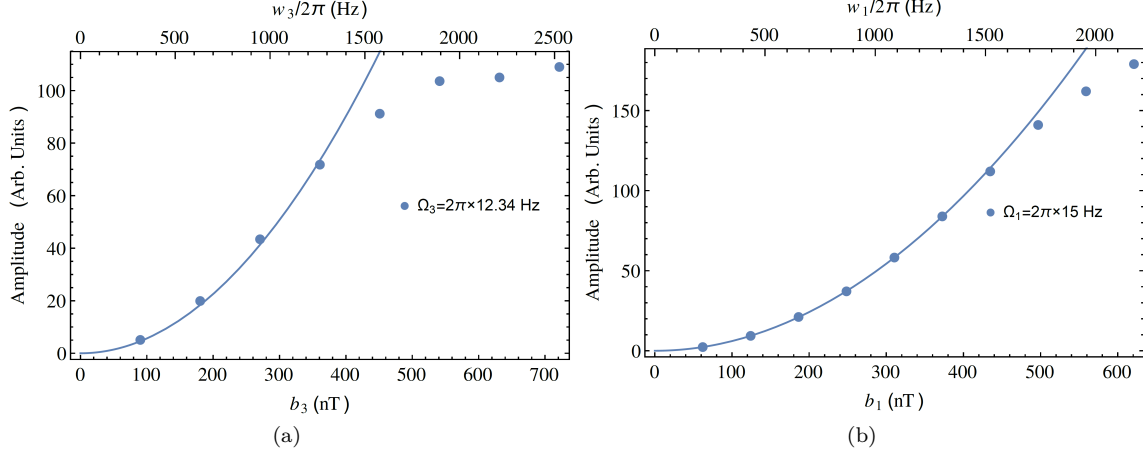 w3/2π (Hz)
0 500 1000 1500 2000 2500
Amplitude (Arb. Units)
100
80
60
40
20
0
Ω3=2π×12.34 Hz
0 100 200 300 400 500 600 700
b3 (nT)
(a)
w1/2π (Hz)
0 500 1000 1500 2000
Amplitude (Arb. Units)
150
100
50
0
Ω1=2π×15 Hz
0 100 200 300 400 500 600
b1 (nT)
(b)